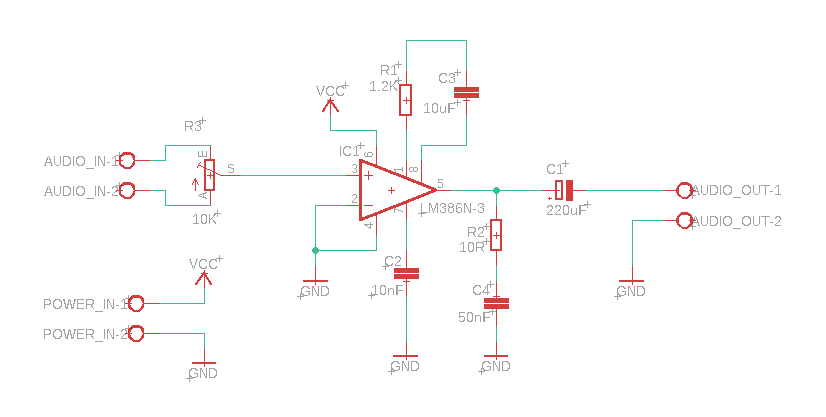 R1
1.2K
C3
10uF
VCC
R3
E
S
A
10K
AUDIO_IN-1
AUDIO_IN-2
IC1
6
1
8
3
2
5
7
4
LM386N-3
C1
220uF
AUDIO_OUT-1
AUDIO_OUT-2
R2
10R
C2
10nF
C4
50nF
VCC
POWER_IN-1
POWER_IN-2
GND
GND
GND
GND
GND